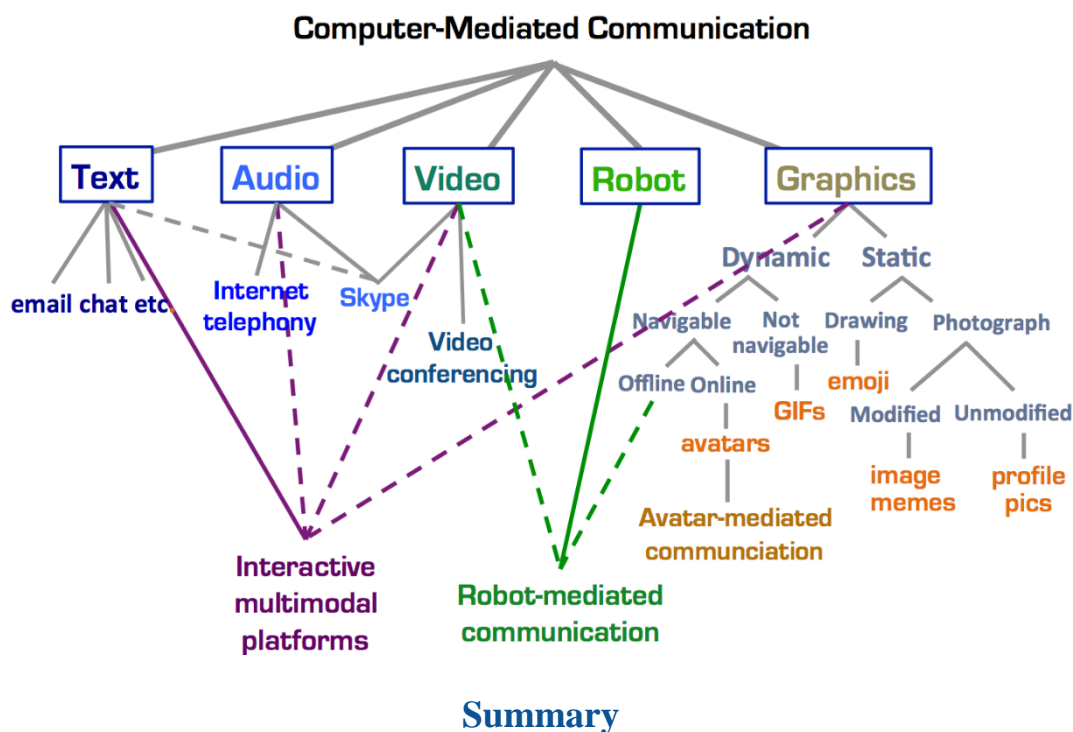 Computer-Mediated Communication
Text
Audio
Video
Robot
Graphics
Dynamic
Static
email chat etc.
Internet
telephony
Skype
Video
conferencing
Navigable
Not
navigable
Drawing
Photograph
Offline
Online
GIFs
emoji
Modified
Unmodified
avatars
image
memes
profile
pics
Avatar-mediated
communciation
Interactive
multimodal
platforms
Robot-mediated
communication
Summary